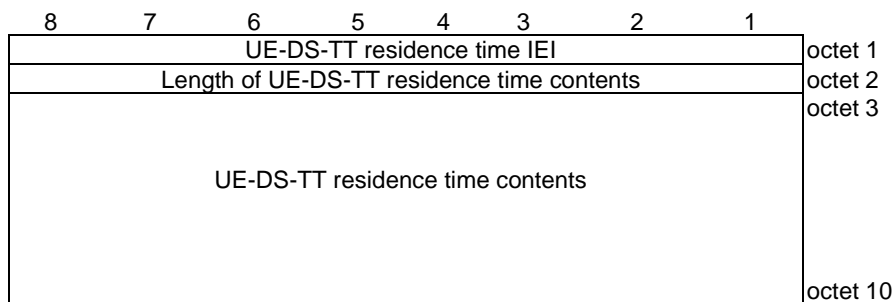 8 7 6 5 4 3 2 1
UE-DS-TT residence time IEI octet 1
Length of UE-DS-TT residence time contents octet 2
octet 3
UE-DS-TT residence time contents
octet 10